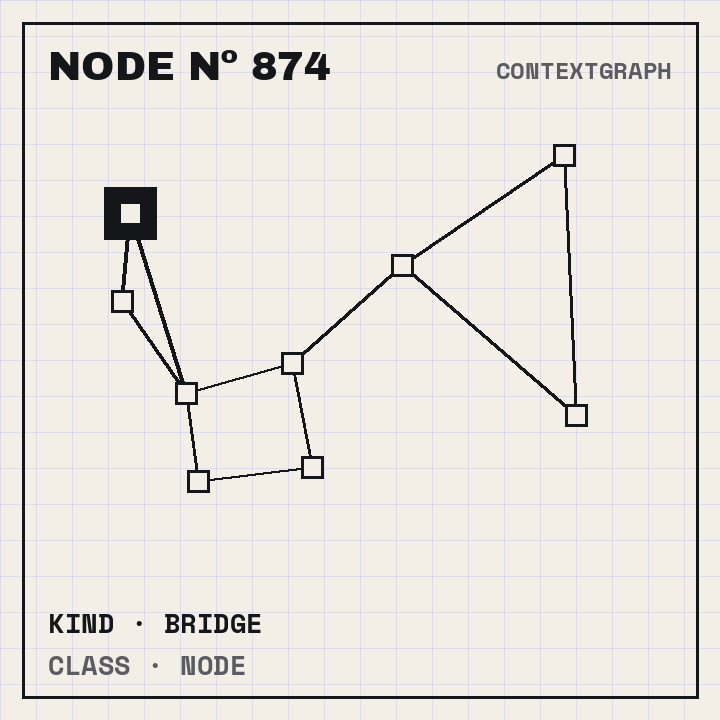 NODE Nº 874
CONTEXTGRAPH
KIND · BRIDGE
CLASS · NODE